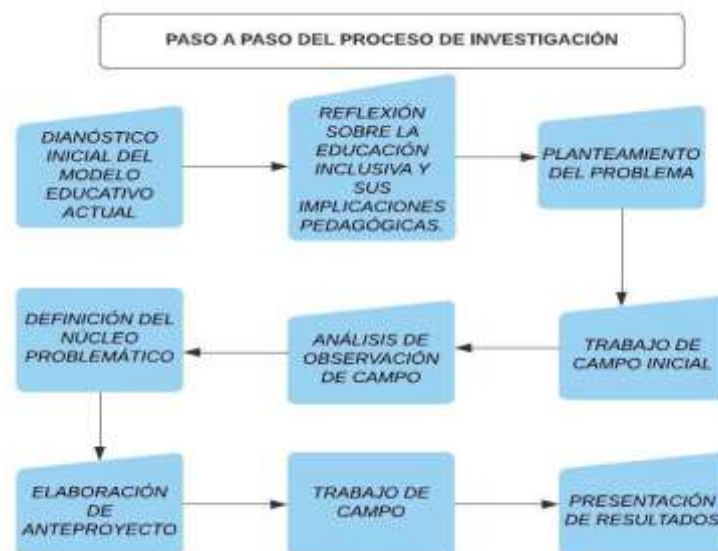 PASO A PASO DEL PROCESO DE INVESTIGACIÓN
DIANÓSTICO
INICIAL DEL
MODELO
EDUCATIVO
ACTUAL
REFLEXIÓN
SOBRE LA
EDUCACIÓN
INCLUSIVA Y
SUS
IMPLICACIONES
PEDAGÓGICAS.
PLANTEAMIENTO
DEL PROBLEMA
TRABAJO DE
CAMPO INICIAL
ANÁLISIS DE
OBSERVACIÓN
DE CAMPO
DEFINICIÓN DEL
NÚCLEO
PROBLEMÁTICO
ELABORACIÓN
DE
ANTEPROYECTO
TRABAJO DE
CAMPO
PRESENTACIÓN
DE RESULTADOS